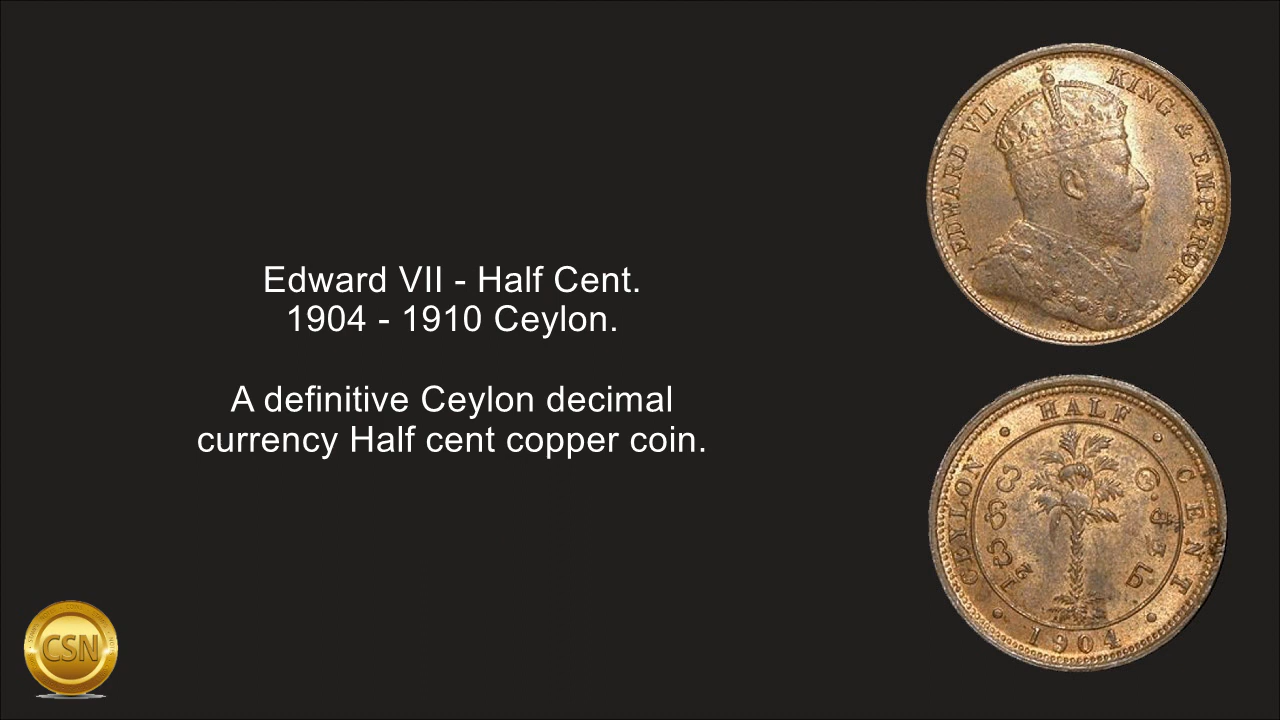 Edward VII - Half Cent.
1904 - 1910 Ceylon.
A definitive Ceylon decimal
currency Half cent copper coin.
EDWARD VII KING & EMPEROR
CEYLON HALF CENT
1904
CSN